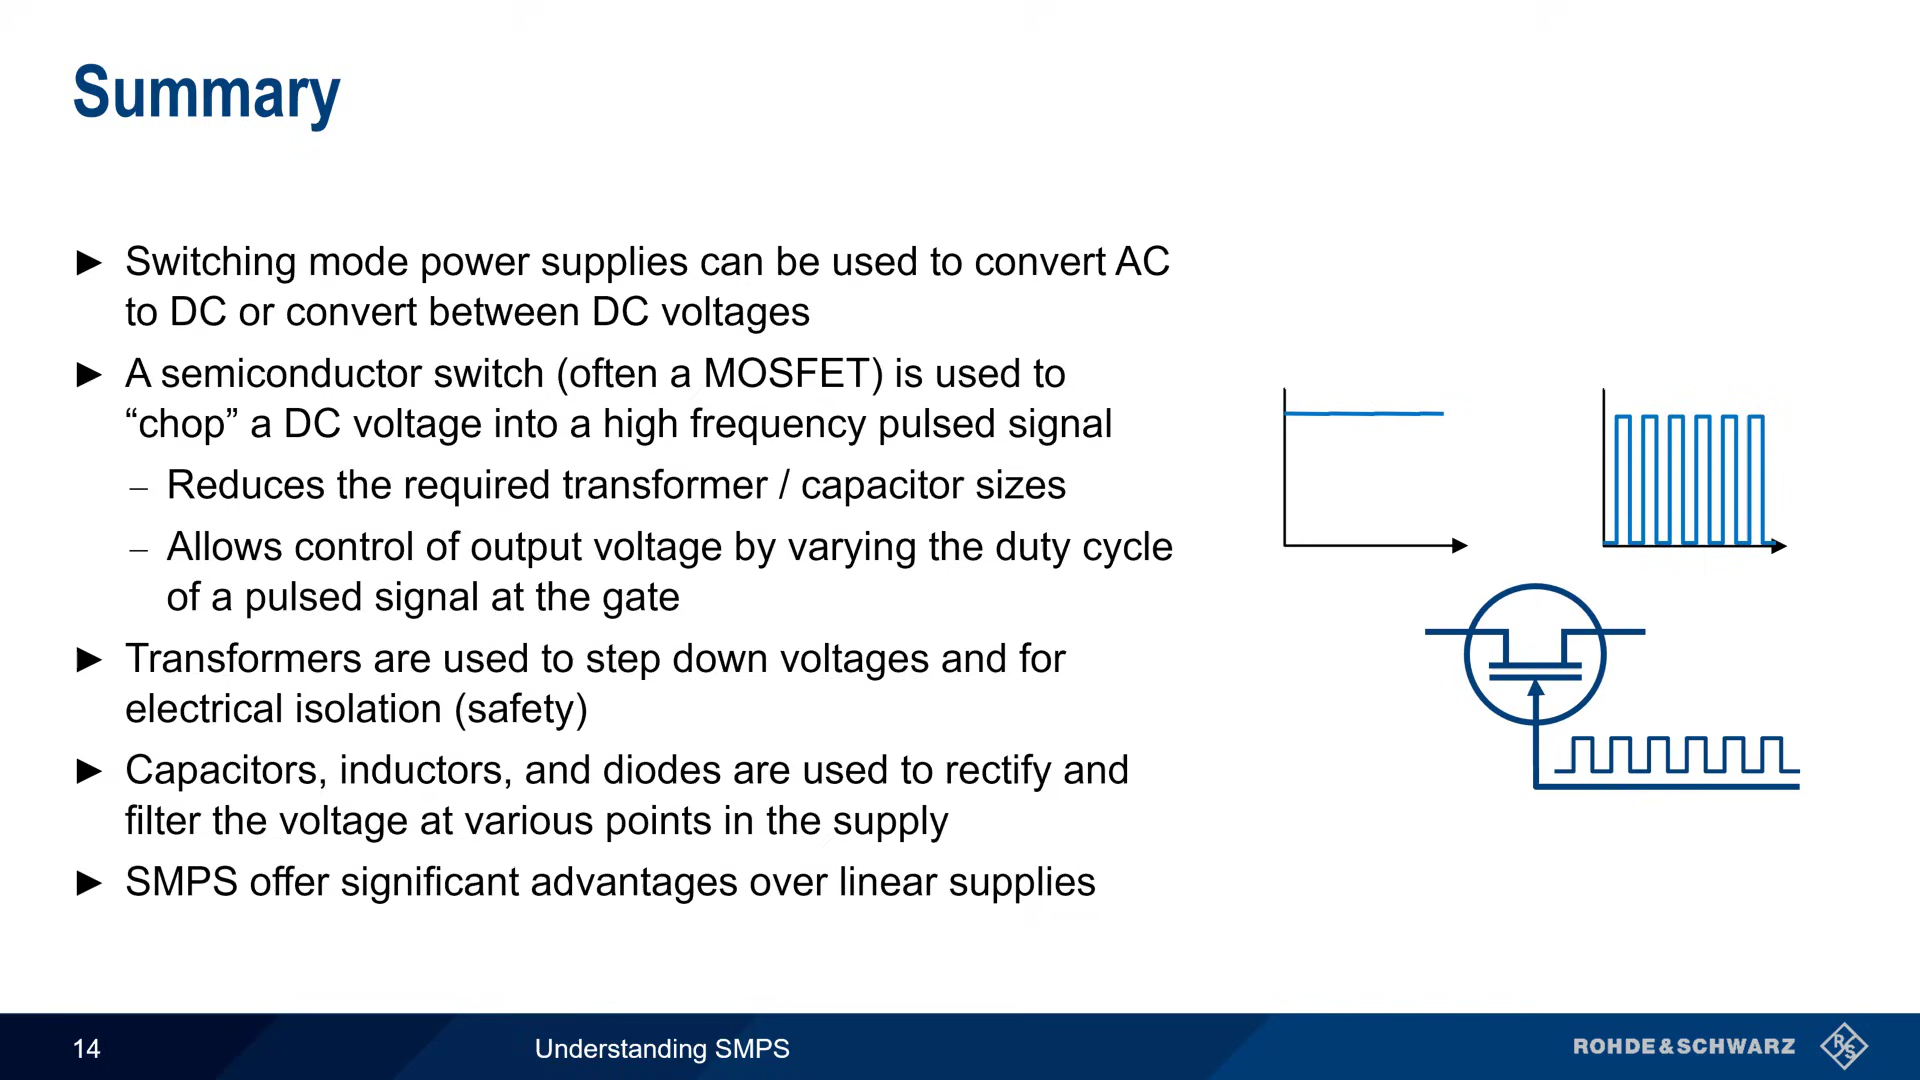 Summary
► Switching mode power supplies can be used to convert AC
to DC or convert between DC voltages
► A semiconductor switch (often a MOSFET) is used to
“chop” a DC voltage into a high frequency pulsed signal
– Reduces the required transformer / capacitor sizes
– Allows control of output voltage by varying the duty cycle
of a pulsed signal at the gate
► Transformers are used to step down voltages and for
electrical isolation (safety)
► Capacitors, inductors, and diodes are used to rectify and
filter the voltage at various points in the supply
► SMPS offer significant advantages over linear supplies
14
Understanding SMPS
ROHDE&SCHWARZ
RS